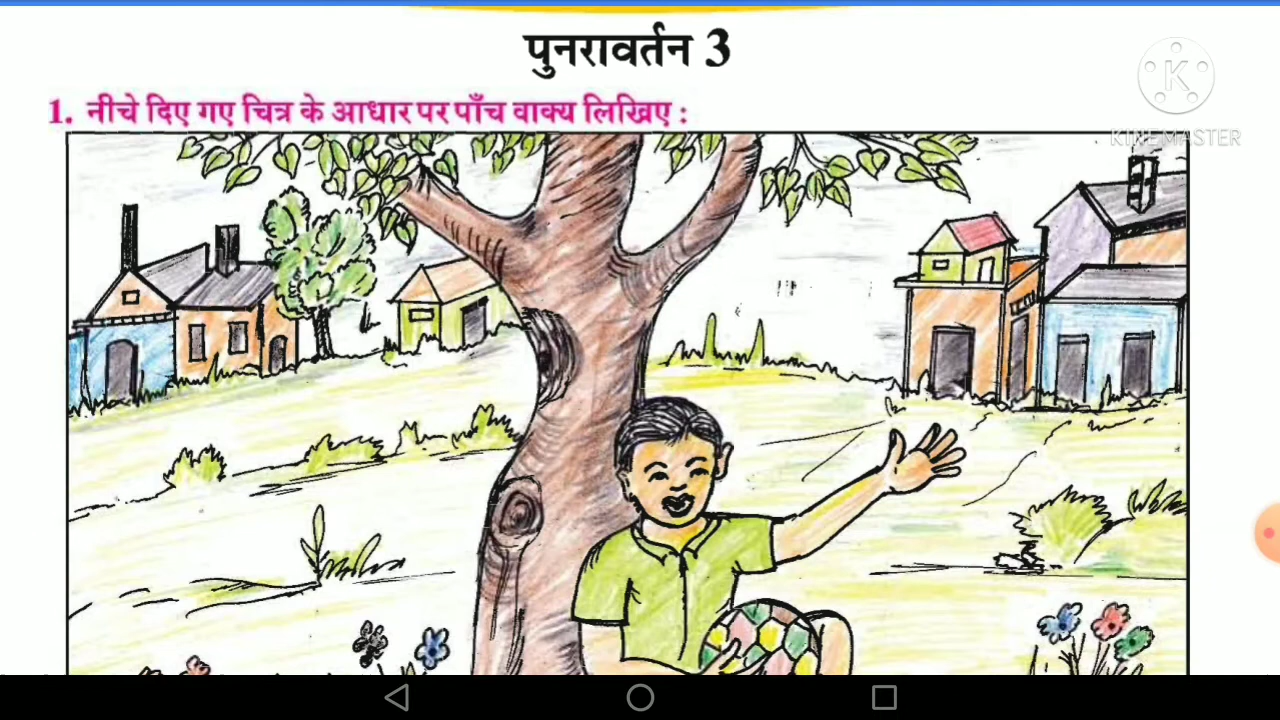 पुनरावर्तन 3
1. नीचे दिए गए चित्र के आधार पर पाँच वाक्य लिखिए :
K
KINEMASTER